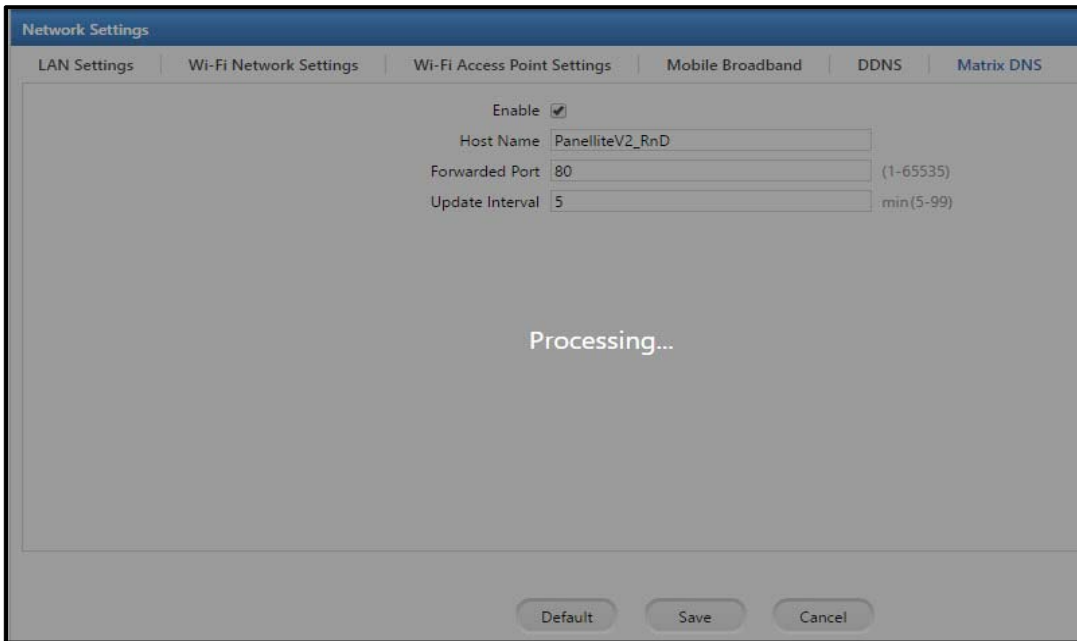 Network Settings
LAN Settings Wi-Fi Network Settings Wi-Fi Access Point Settings Mobile Broadband DDNS Matrix DNS
Enable
Host Name PanelliteV2_RnD
Forwarded Port 80 (1-65535)
Update Interval 5 min(5-99)
Processing...
Default Save Cancel